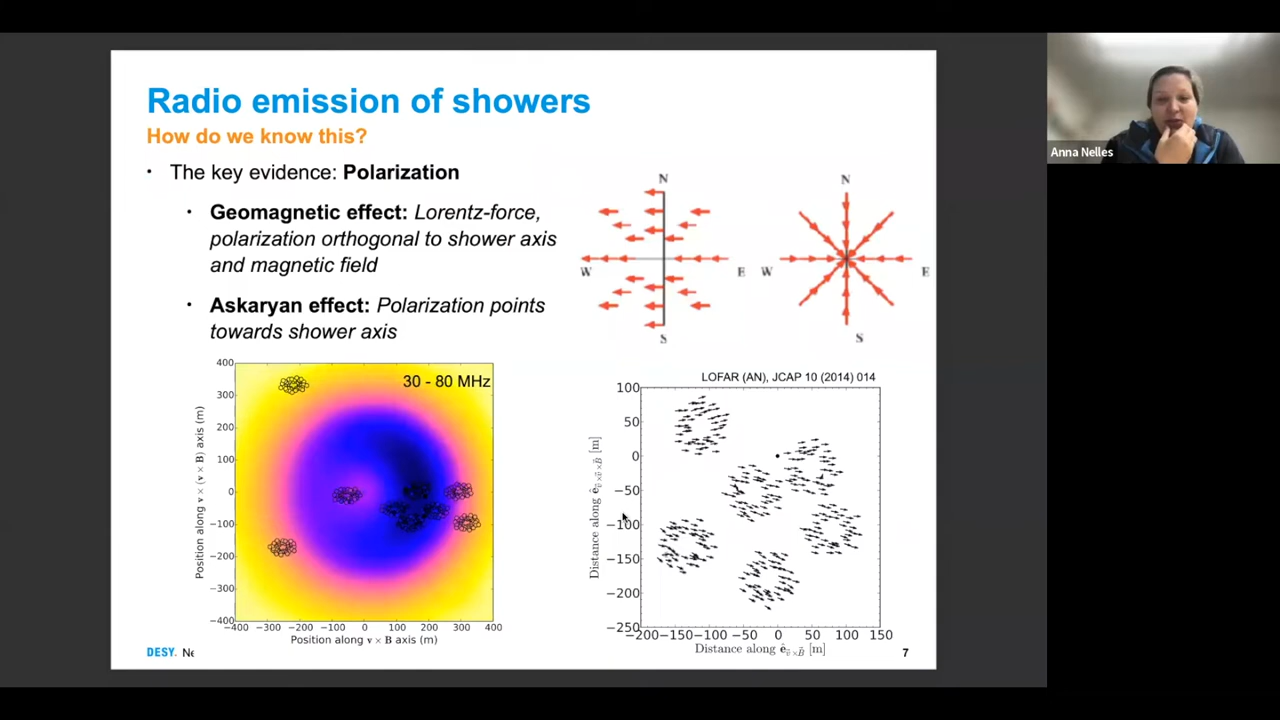 Radio emission of showers
How do we know this?
• The key evidence: Polarization
• Geomagnetic effect: Lorentz-force,
polarization orthogonal to shower axis
and magnetic field
• Askaryan effect: Polarization points
towards shower axis
N
W
E
S
N
W
E
S
30 - 80 MHz
400
300
200
100
0
−100
−200
−300
−400
−400 −300 −200 −100 0 100 200 300 400
Position along v × (v × B) axis (m)
Position along v × B axis (m)
LOFAR (AN), JCAP 10 (2014) 014
100
50
0
−50
−100
−150
−200
−250
−200 −150 −100 −50 0 50 100 150
Distance along ê_v⃗×v⃗×B⃗ [m]
Distance along ê_v⃗×B⃗ [m]
DESY. Ne
7
Anna Nelles